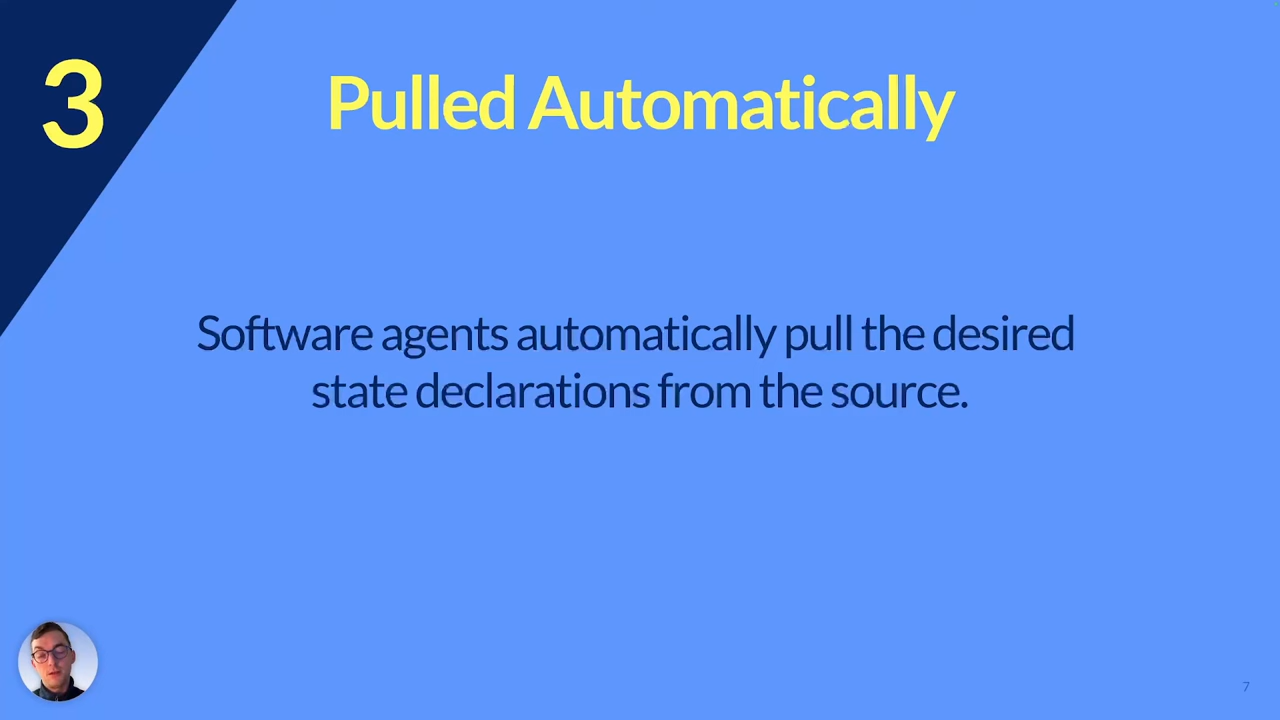 3
Pulled Automatically
Software agents automatically pull the desired
state declarations from the source.
7